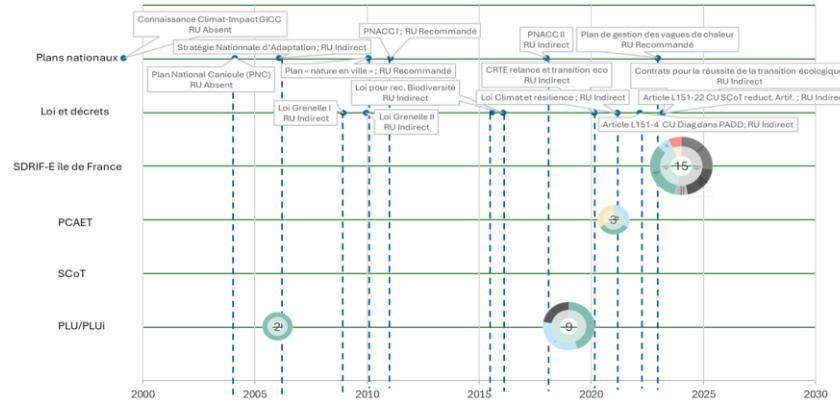 Connaissance Climat-Impact GICC
RU Absent
Stratégie Nationale d'Adaptation; RU Indirect
PNACC I ; RU Recommandé
PNACC II
RU Indirect
Plan de gestion des vagues de chaleur
RU Recommandé
Plans nationaux
Plan National Canicule (PNC)
RU Absent
Plan « nature en ville » ; RU Recommandé
CRTE relance et transition eco
RU Indirect
Contrats pour la réussite de la transition écologique
RU Indirect
Loi pour rec. Biodiversité
RU Indirect
Loi Climat et résilience ; RU Indirect
Article L151-22 CU SCoT reduct. Artif. ; RU Indirect
Loi et décrets
Loi Grenelle I
RU Indirect
Loi Grenelle II
RU Indirect
Article L151-4 CU Diag dans PADD; RU Indirect
SDRIF-E île de France
15
PCAET
3
SCoT
PLU/PLUi
2
9
2000
2005
2010
2015
2020
2025
2030